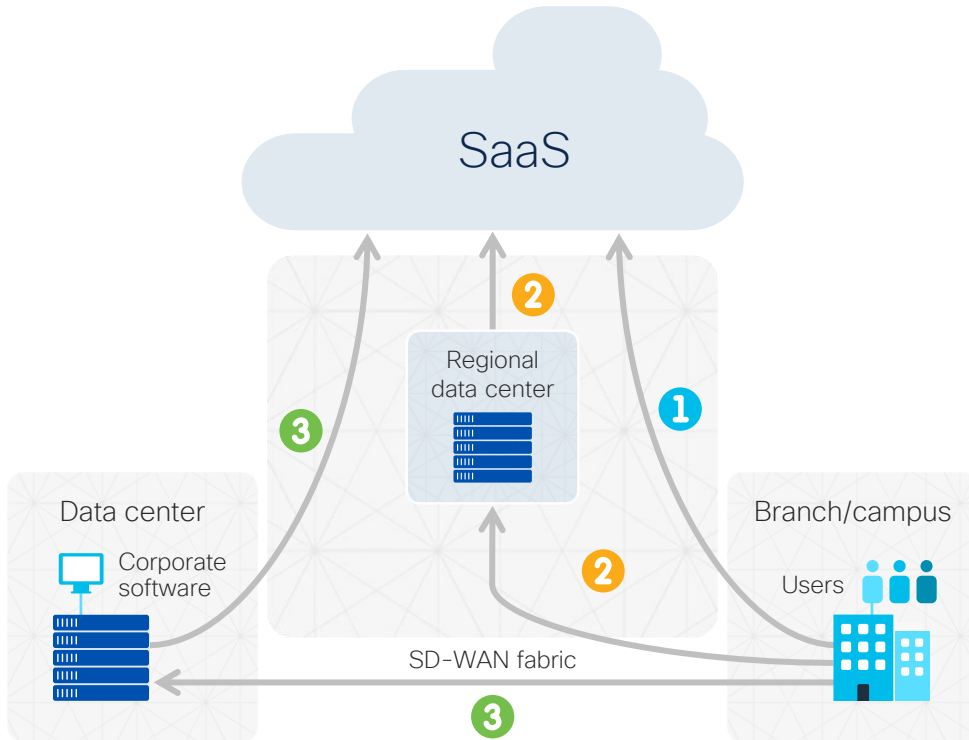 SaaS
2
Regional
data center
1
3
Data center
Corporate
software
Branch/campus
Users
2
SD-WAN fabric
3